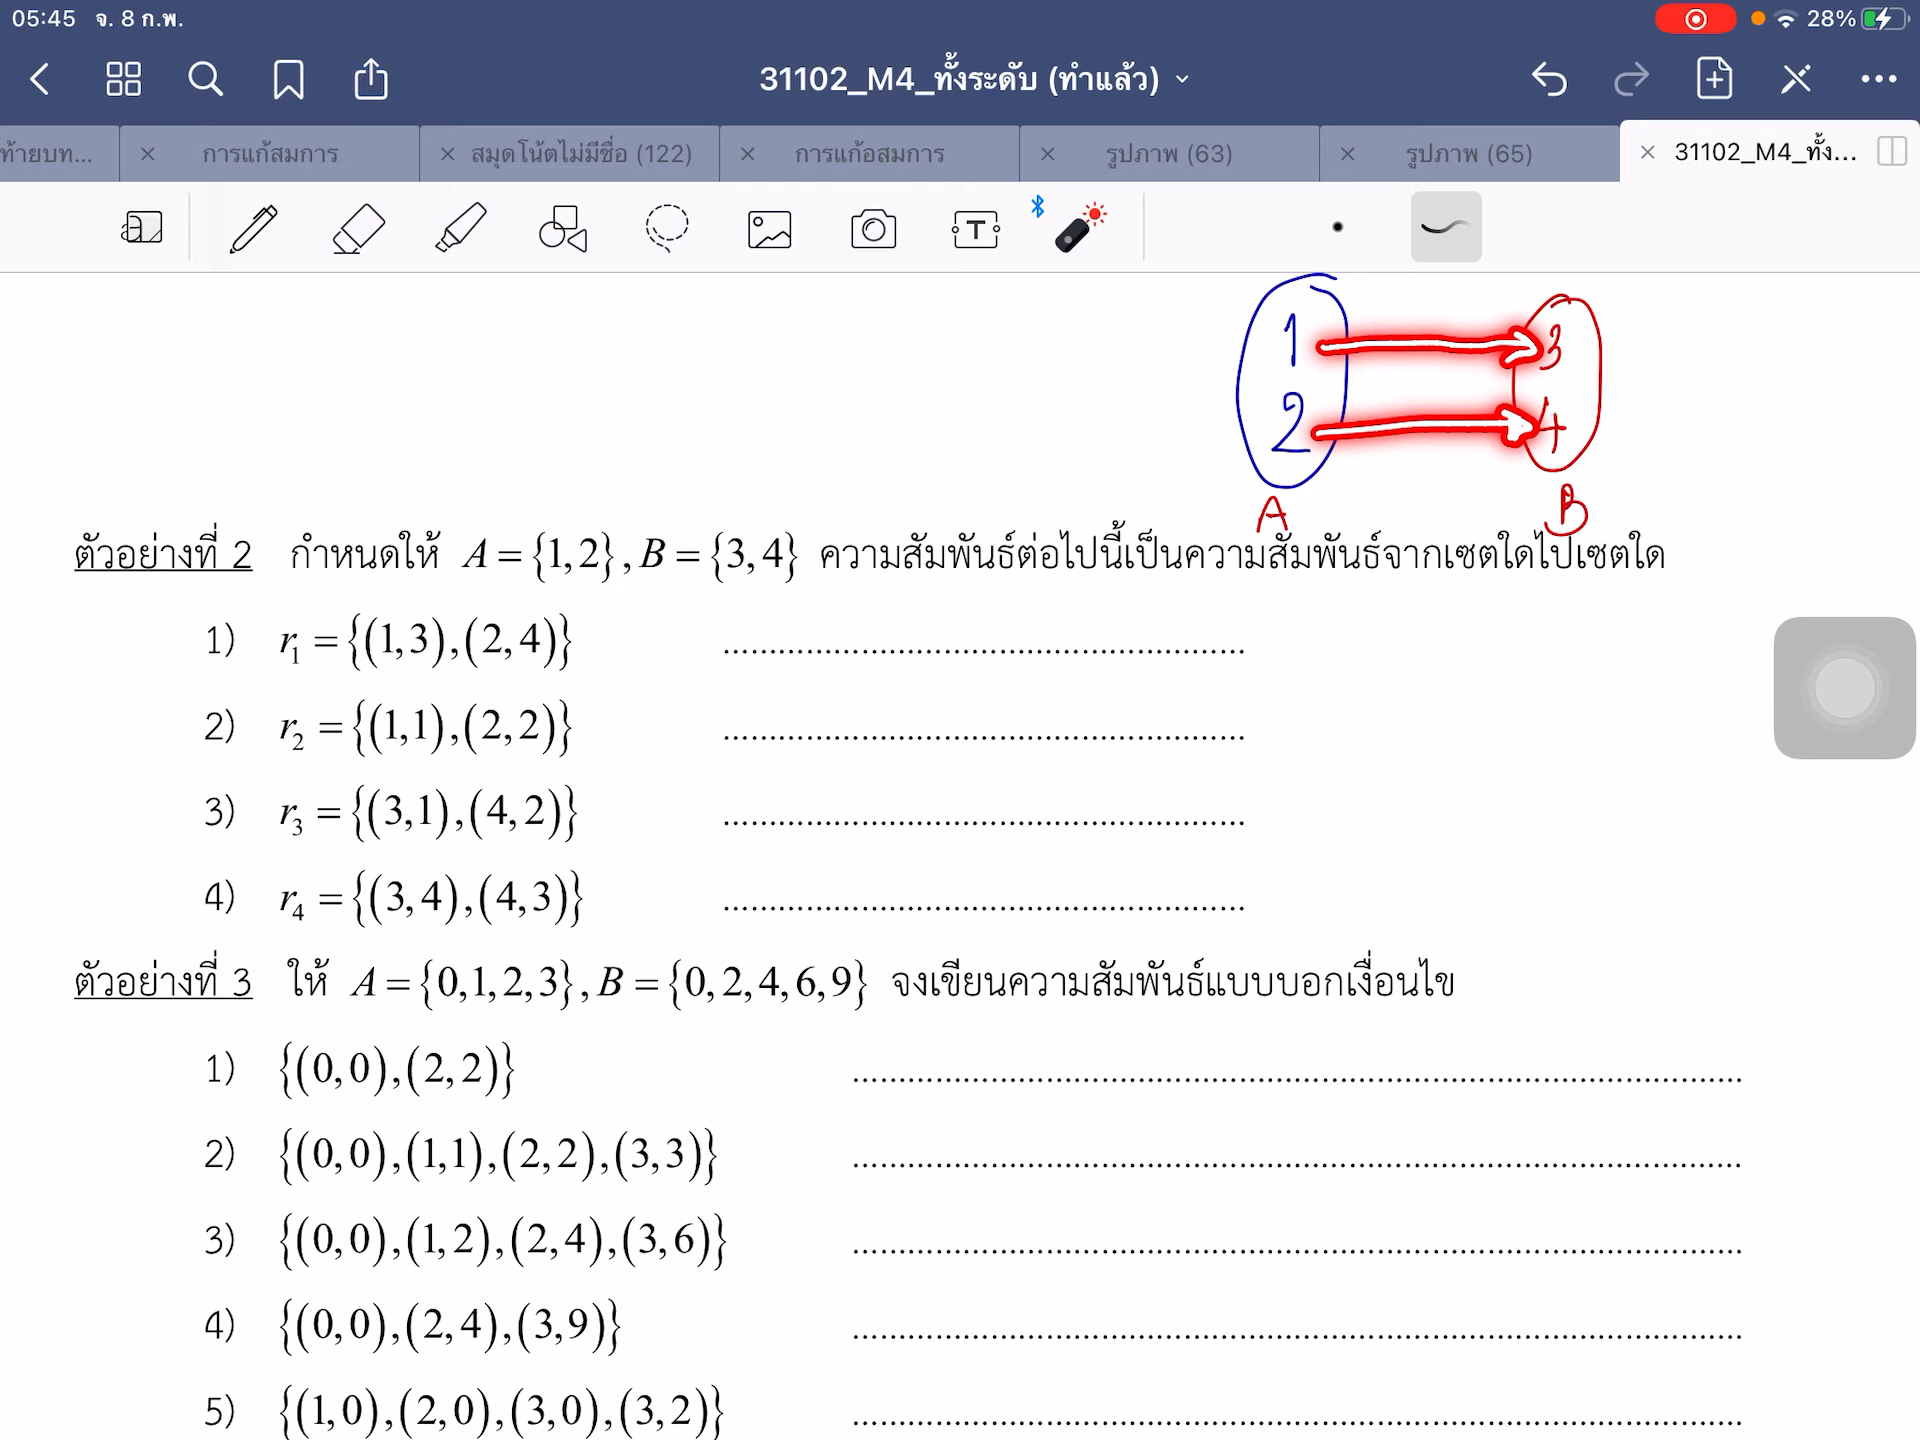 05:45 จ. 8 ก.พ. 28%
31102_M4_ทั้งระดับ (ทำแล้ว)
ท้ายบท... การแก้สมการ สมุดโน้ตไม่มีชื่อ (122) การแก้อสมการ รูปภาพ (63) รูปภาพ (65) 31102_M4_ทั้ง...
1 3
2 4
A B
ตัวอย่างที่ 2 กำหนดให้ A = {1,2}, B = {3,4} ความสัมพันธ์ต่อไปนี้เป็นความสัมพันธ์จากเซตใดไปเซตใด
1) r₁ = {(1,3),(2,4)} ........................................................
2) r₂ = {(1,1),(2,2)} ........................................................
3) r₃ = {(3,1),(4,2)} ........................................................
4) r₄ = {(3,4),(4,3)} ........................................................
ตัวอย่างที่ 3 ให้ A = {0,1,2,3}, B = {0,2,4,6,9} จงเขียนความสัมพันธ์แบบบอกเงื่อนไข
1) {(0,0),(2,2)} ........................................................
2) {(0,0),(1,1),(2,2),(3,3)} ........................................................
3) {(0,0),(1,2),(2,4),(3,6)} ........................................................
4) {(0,0),(2,4),(3,9)} ........................................................
5) {(1,0),(2,0),(3,0),(3,2)} ........................................................